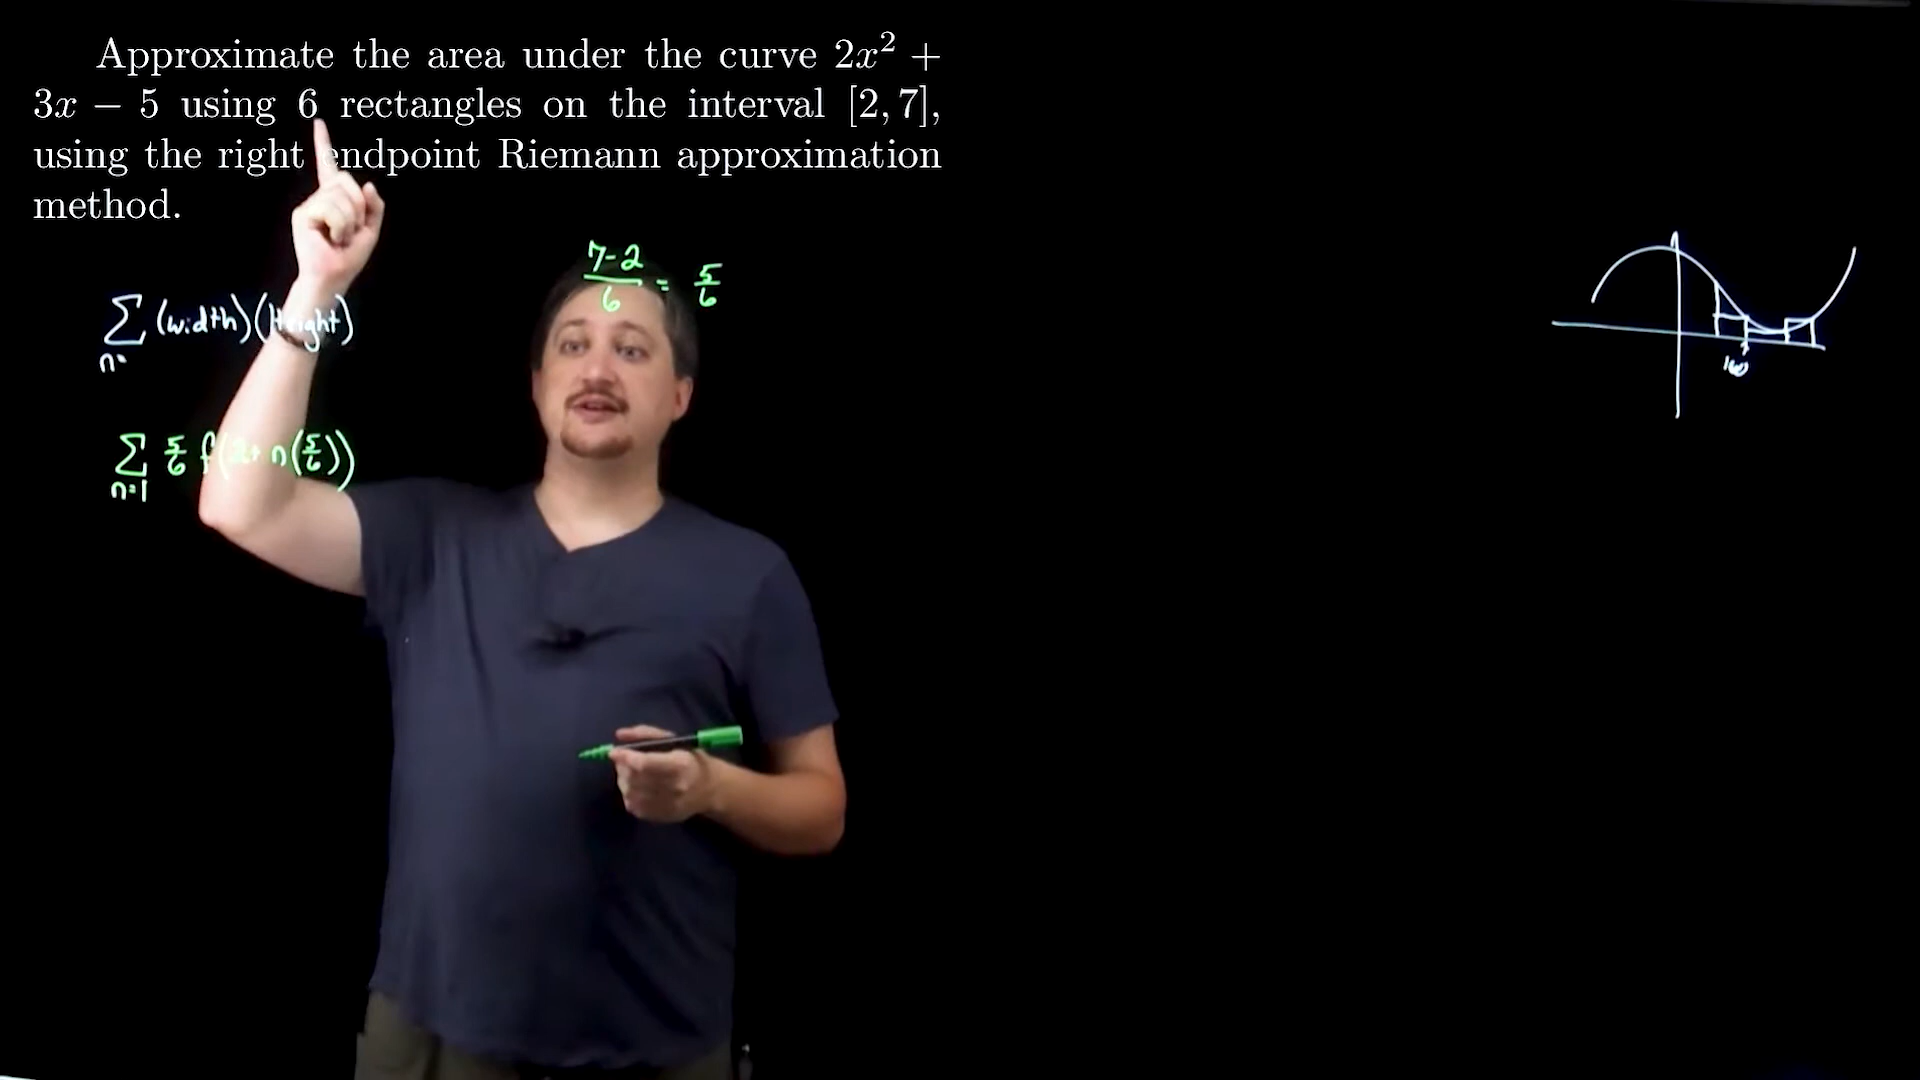 Approximate the area under the curve 2x² +
3x − 5 using 6 rectangles on the interval [2, 7],
using the right endpoint Riemann approximation
method.
7-2
6
= 5/6
∑ (width)(Height)
n=
∑ 5/6 f(2+ n(5/6))
n=1